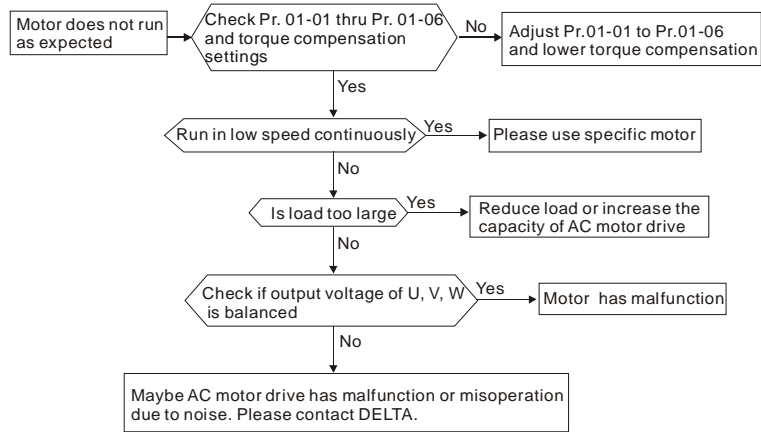 Motor does not run
as expected
Check Pr. 01-01 thru Pr. 01-06
and torque compensation
settings
No
Adjust Pr.01-01 to Pr.01-06
and lower torque compensation
Yes
Run in low speed continuously
Yes
Please use specific motor
No
Is load too large
Yes
Reduce load or increase the
capacity of AC motor drive
No
Check if output voltage of U, V, W
is balanced
Yes
Motor has malfunction
No
Maybe AC motor drive has malfunction or misoperation
due to noise. Please contact DELTA.